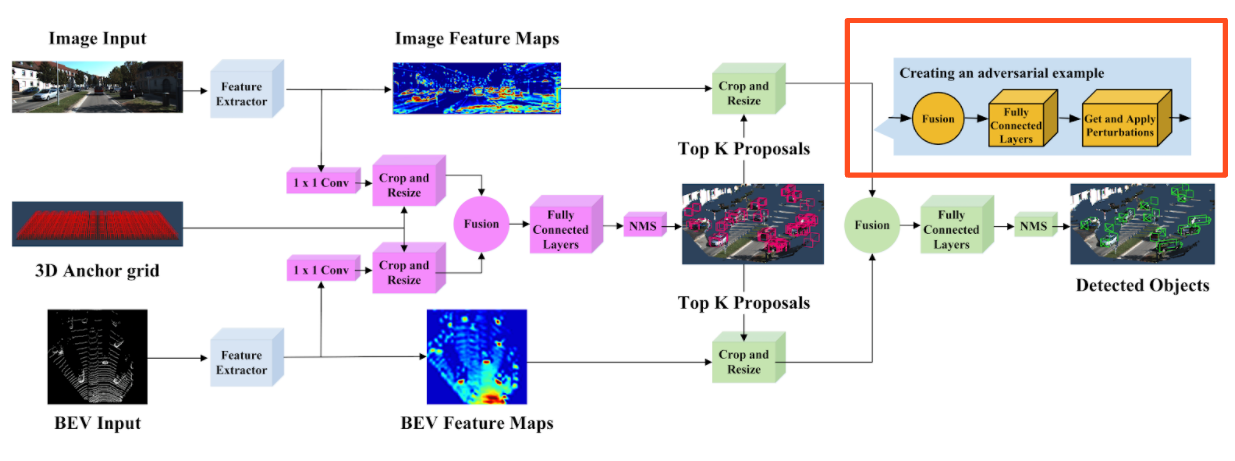 Image Input
Image Feature Maps
Feature
Extractor
Crop and
Resize
Creating an adversarial example
Fusion
Fully
Connected
Layers
Get and Apply
Perturbations
Top K Proposals
1 x 1 Conv
Crop and
Resize
3D Anchor grid
Fusion
Fully
Connected
Layers
NMS
Fusion
Fully
Connected
Layers
NMS
Detected Objects
1 x 1 Conv
Crop and
Resize
Top K Proposals
Feature
Extractor
Crop and
Resize
BEV Input
BEV Feature Maps